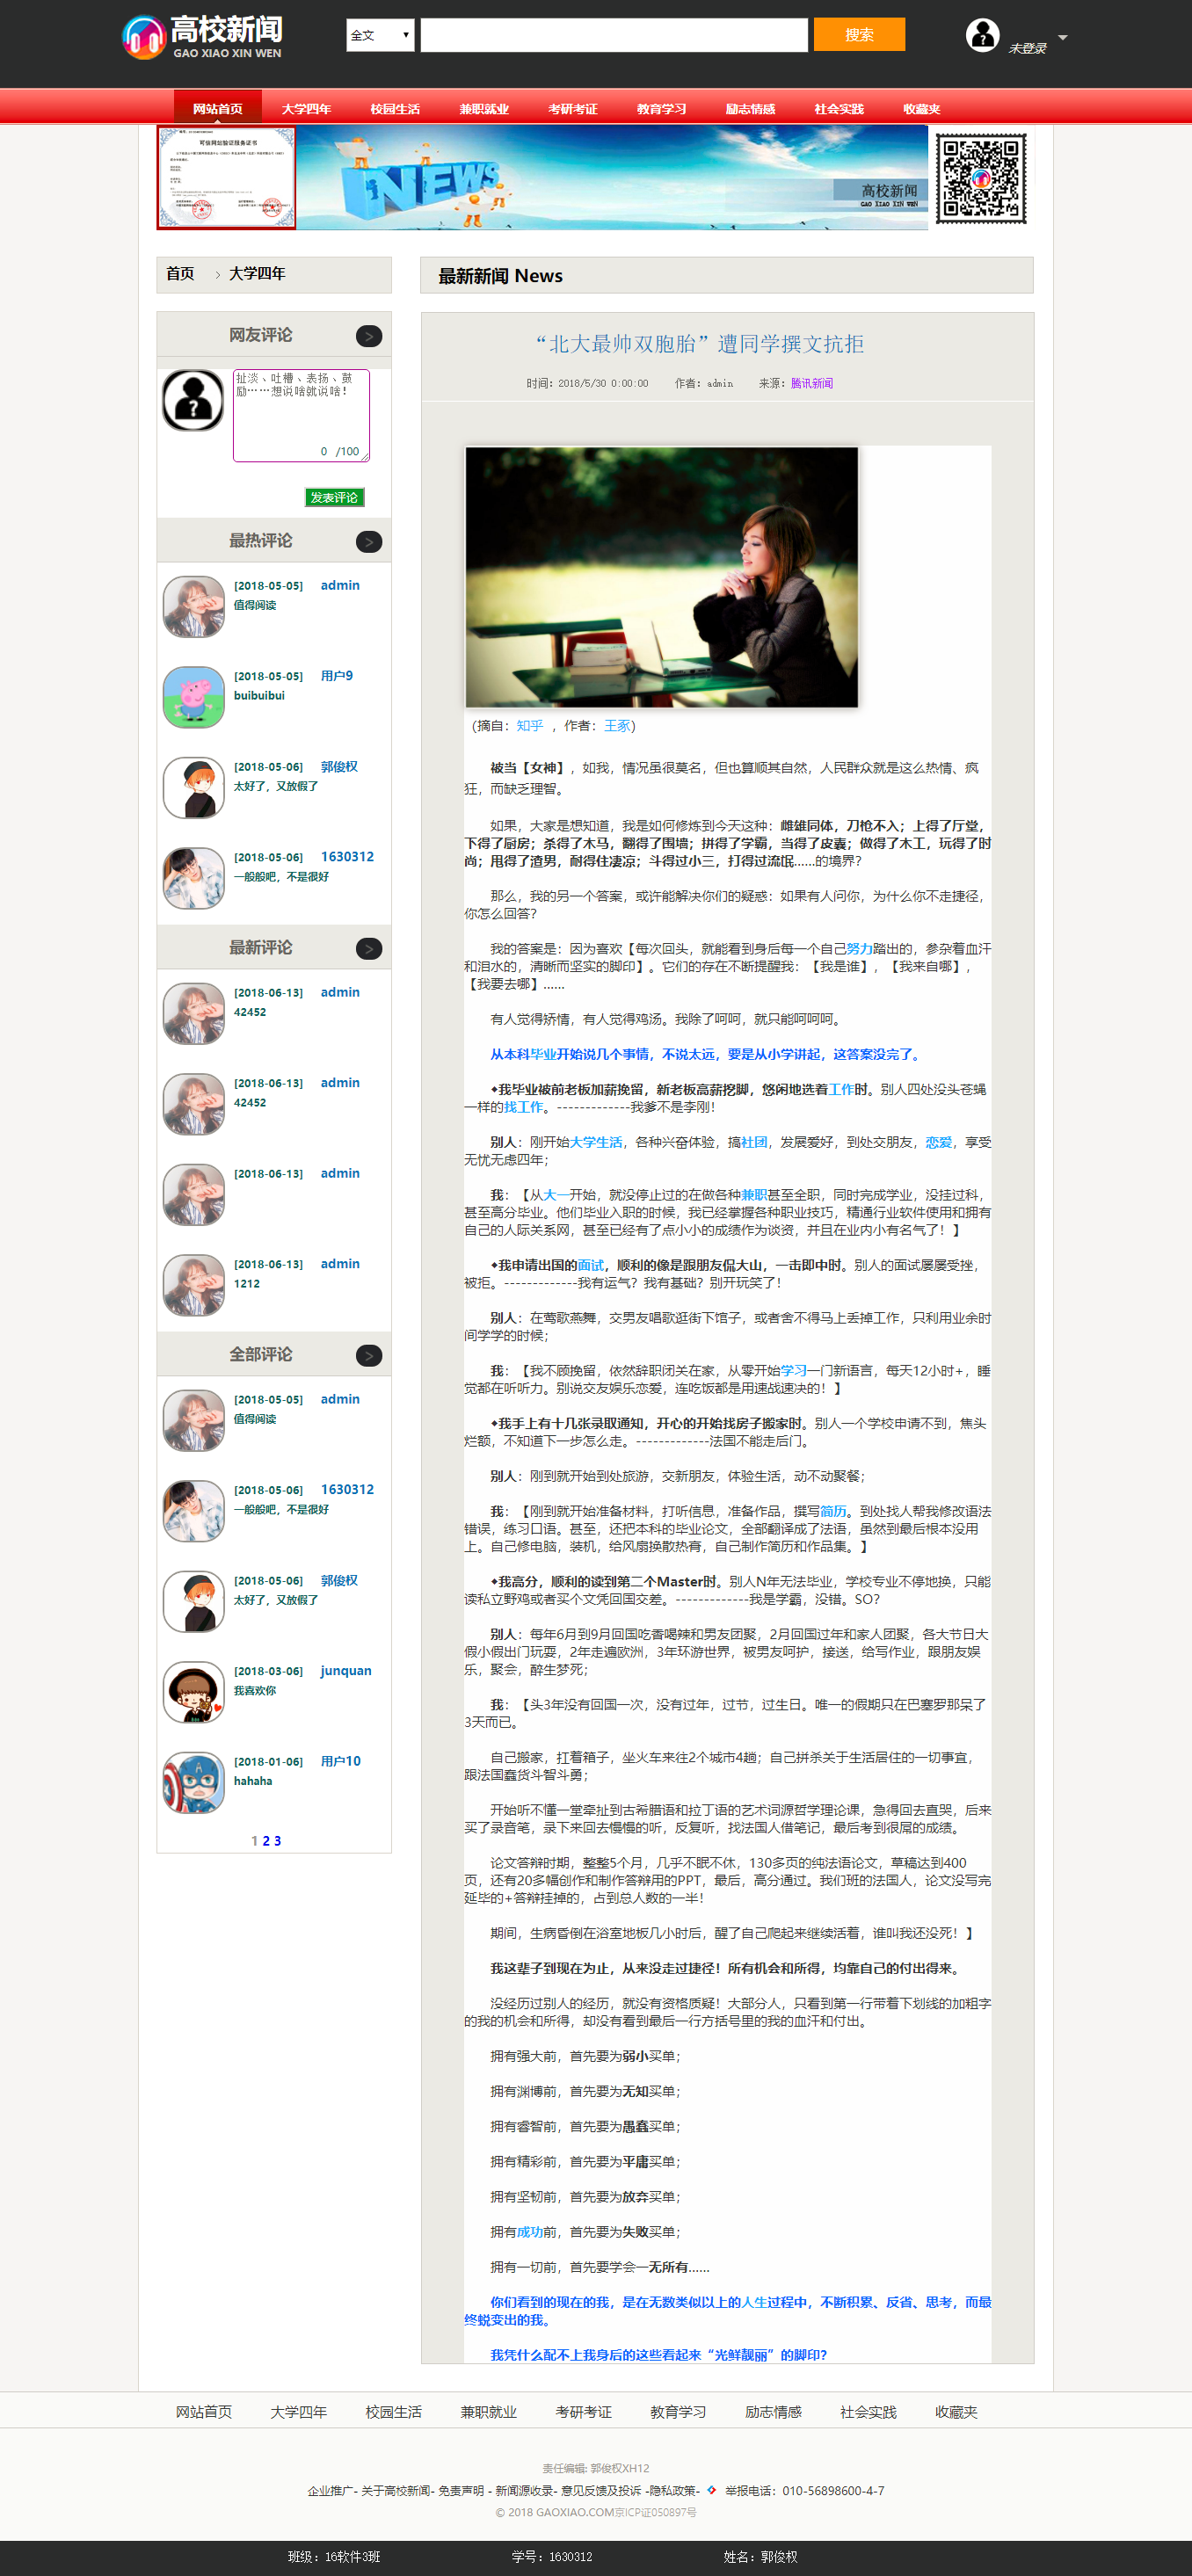 高校新闻
GAO XIAO XIN WEN
全文
搜索
未登录
网站首页 大学四年 校园生活 兼职就业 考研考证 教育学习 励志情感 社会实践 收藏夹
可信网站验证服务证书
NEWS
高校新闻
GAO XIAO XIN WEN
首页 > 大学四年
网友评论 >
扯淡、吐槽、表扬、鼓
励……想说啥就说啥！
0 /100
发表评论
最热评论 >
[2018-05-05] admin
值得阅读
[2018-05-05] 用户9
buibuibui
[2018-05-06] 郭俊权
太好了，又放假了
[2018-05-06] 1630312
一般般吧，不是很好
最新评论 >
[2018-06-13] admin
42452
[2018-06-13] admin
42452
[2018-06-13] admin
[2018-06-13] admin
1212
全部评论 >
[2018-05-05] admin
值得阅读
[2018-05-06] 1630312
一般般吧，不是很好
[2018-05-06] 郭俊权
太好了，又放假了
[2018-03-06] junquan
我喜欢你
[2018-01-06] 用户10
hahaha
1 2 3
最新新闻 News
“北大最帅双胞胎”遭同学撰文抗拒
时间：2018/5/30 0:00:00 作者：admin 来源：腾讯新闻
(摘自：知乎 ，作者：王豖)
被当【女神】，如我，情况虽很莫名，但也算顺其自然，人民群众就是这么热情、疯
狂，而缺乏理智。
如果，大家是想知道，我是如何修炼到今天这种：雌雄同体，刀枪不入；上得了厅堂，
下得了厨房；杀得了木马，翻得了围墙；拼得了学霸，当得了皮囊；做得了木工，玩得了时
尚；甩得了渣男，耐得住凄凉；斗得过小三，打得过流氓……的境界？
那么，我的另一个答案，或许能解决你们的疑惑：如果有人问你，为什么你不走捷径，
你怎么回答？
我的答案是：因为喜欢【每次回头，就能看到身后每一个自己努力踏出的，参杂着血汗
和泪水的，清晰而坚实的脚印】。它们的存在不断提醒我：【我是谁】，【我来自哪】，
【我要去哪】……
有人觉得矫情，有人觉得鸡汤。我除了呵呵，就只能呵呵呵。
从本科毕业开始说几个事情，不说太远，要是从小学讲起，这答案没完了。
◆我毕业被前老板加薪挽留，新老板高薪挖脚，悠闲地选着工作时。别人四处没头苍蝇
一样的找工作。-------------我爹不是李刚！
别人：刚开始大学生活，各种兴奋体验，搞社团，发展爱好，到处交朋友，恋爱，享受
无忧无虑四年；
我：【从大一开始，就没停止过的在做各种兼职甚至全职，同时完成学业，没挂过科，
甚至高分毕业。他们毕业入职的时候，我已经掌握各种职业技巧，精通行业软件使用和拥有
自己的人际关系网，甚至已经有了点小小的成绩作为谈资，并且在业内小有名气了！】
◆我申请出国的面试，顺利的像是跟朋友侃大山，一击即中时。别人的面试屡屡受挫，
被拒。-------------我有运气？我有基础？别开玩笑了！
别人：在莺歌燕舞，交男友唱歌逛街下馆子，或者舍不得马上丢掉工作，只利用业余时
间学学的时候；
我：【我不顾挽留，依然辞职闭关在家，从零开始学习一门新语言，每天12小时+，睡
觉都在听听力。别说交友娱乐恋爱，连吃饭都是用速战速决的！】
◆我手上有十几张录取通知，开心的开始找房子搬家时。别人一个学校申请不到，焦头
烂额，不知道下一步怎么走。-------------法国不能走后门。
别人：刚到就开始到处旅游，交新朋友，体验生活，动不动聚餐；
我：【刚到就开始准备材料，打听信息，准备作品，撰写简历。到处找人帮我修改语法
错误，练习口语。甚至，还把本科的毕业论文，全部翻译成了法语，虽然到最后根本没用
上。自己修电脑，装机，给风扇换散热膏，自己制作简历和作品集。】
◆我高分，顺利的读到第二个Master时。别人N年无法毕业，学校专业不停地换，只能
读私立野鸡或者买个文凭回国交差。-------------我是学霸，没错。SO？
别人：每年6月到9月回国吃香喝辣和男友团聚，2月回国过年和家人团聚，各大节日大
假小假出门玩耍，2年走遍欧洲，3年环游世界，被男友呵护，接送，给写作业，跟朋友娱
乐，聚会，醉生梦死；
我：【头3年没有回国一次，没有过年，过节，过生日。唯一的假期只在巴塞罗那呆了
3天而已。
自己搬家，扛着箱子，坐火车来往2个城市4趟；自己拼杀关于生活居住的一切事宜，
跟法国蠢货斗智斗勇；
开始听不懂一堂牵扯到古希腊语和拉丁语的艺术词源哲学理论课，急得回去直哭，后来
买了录音笔，录下来回去慢慢的听，反复听，找法国人借笔记，最后考到很屌的成绩。
论文答辩时期，整整5个月，几乎不眠不休，130多页的纯法语论文，草稿达到400
页，还有20多幅创作和制作答辩用的PPT，最后，高分通过。我们班的法国人，论文没写完
延毕的+答辩挂掉的，占到总人数的一半！
期间，生病昏倒在浴室地板几小时后，醒了自己爬起来继续活着，谁叫我还没死！】
我这辈子到现在为止，从来没走过捷径！所有机会和所得，均靠自己的付出得来。
没经历过别人的经历，就没有资格质疑！大部分人，只看到第一行带着下划线的加粗字
的我的机会和所得，却没有看到最后一行方括号里的我的血汗和付出。
拥有强大前，首先要为弱小买单；
拥有渊博前，首先要为无知买单；
拥有睿智前，首先要为愚蠢买单；
拥有精彩前，首先要为平庸买单；
拥有坚韧前，首先要为放弃买单；
拥有成功前，首先要为失败买单；
拥有一切前，首先要学会一无所有……
你们看到的现在的我，是在无数类似以上的人生过程中，不断积累、反省、思考，而最
终蜕变出的我。
我凭什么配不上我身后的这些看起来“光鲜靓丽”的脚印？
网站首页 大学四年 校园生活 兼职就业 考研考证 教育学习 励志情感 社会实践 收藏夹
责任编辑: 郭俊权XH12
企业推广- 关于高校新闻- 免责声明 - 新闻源收录- 意见反馈及投诉 -隐私政策- 举报电话：010-56898600-4-7
© 2018 GAOXIAO.COM京ICP证050897号
班级：16软件3班 学号：1630312 姓名：郭俊权